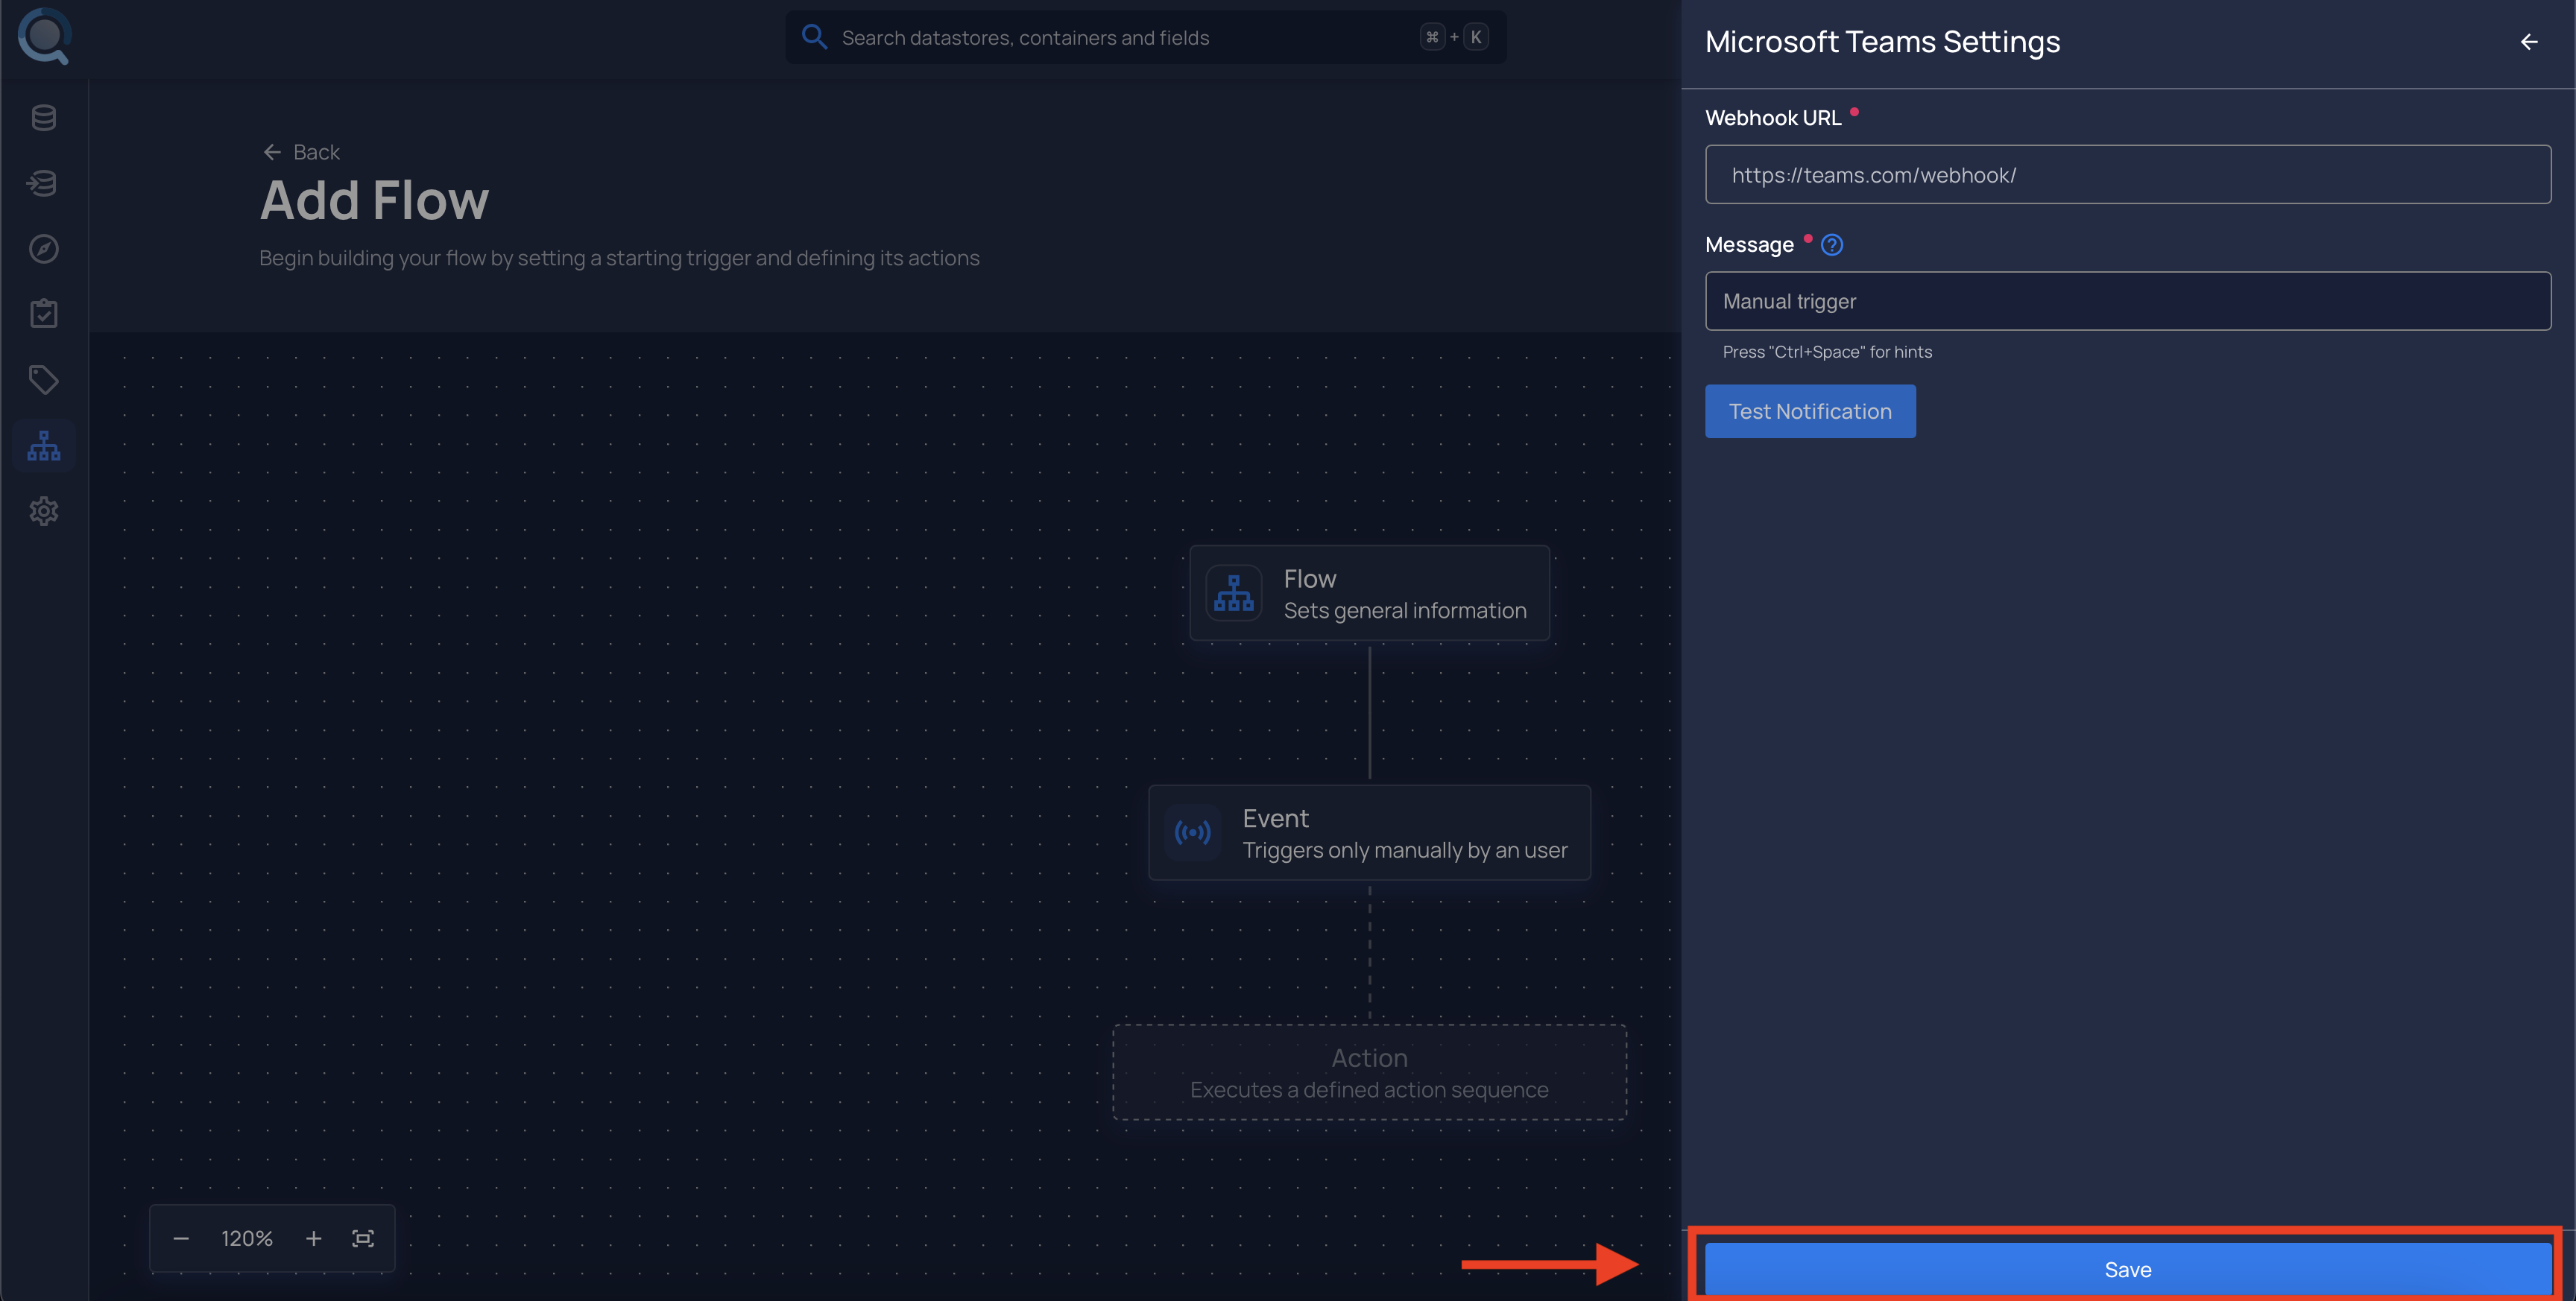 Search datastores, containers and fields ⌘ + K
Back
Add Flow
Begin building your flow by setting a starting trigger and defining its actions
Flow
Sets general information
Event
Triggers only manually by an user
Action
Executes a defined action sequence
120%
Microsoft Teams Settings
Webhook URL
https://teams.com/webhook/
Message
Manual trigger
Press "Ctrl+Space" for hints
Test Notification
Save